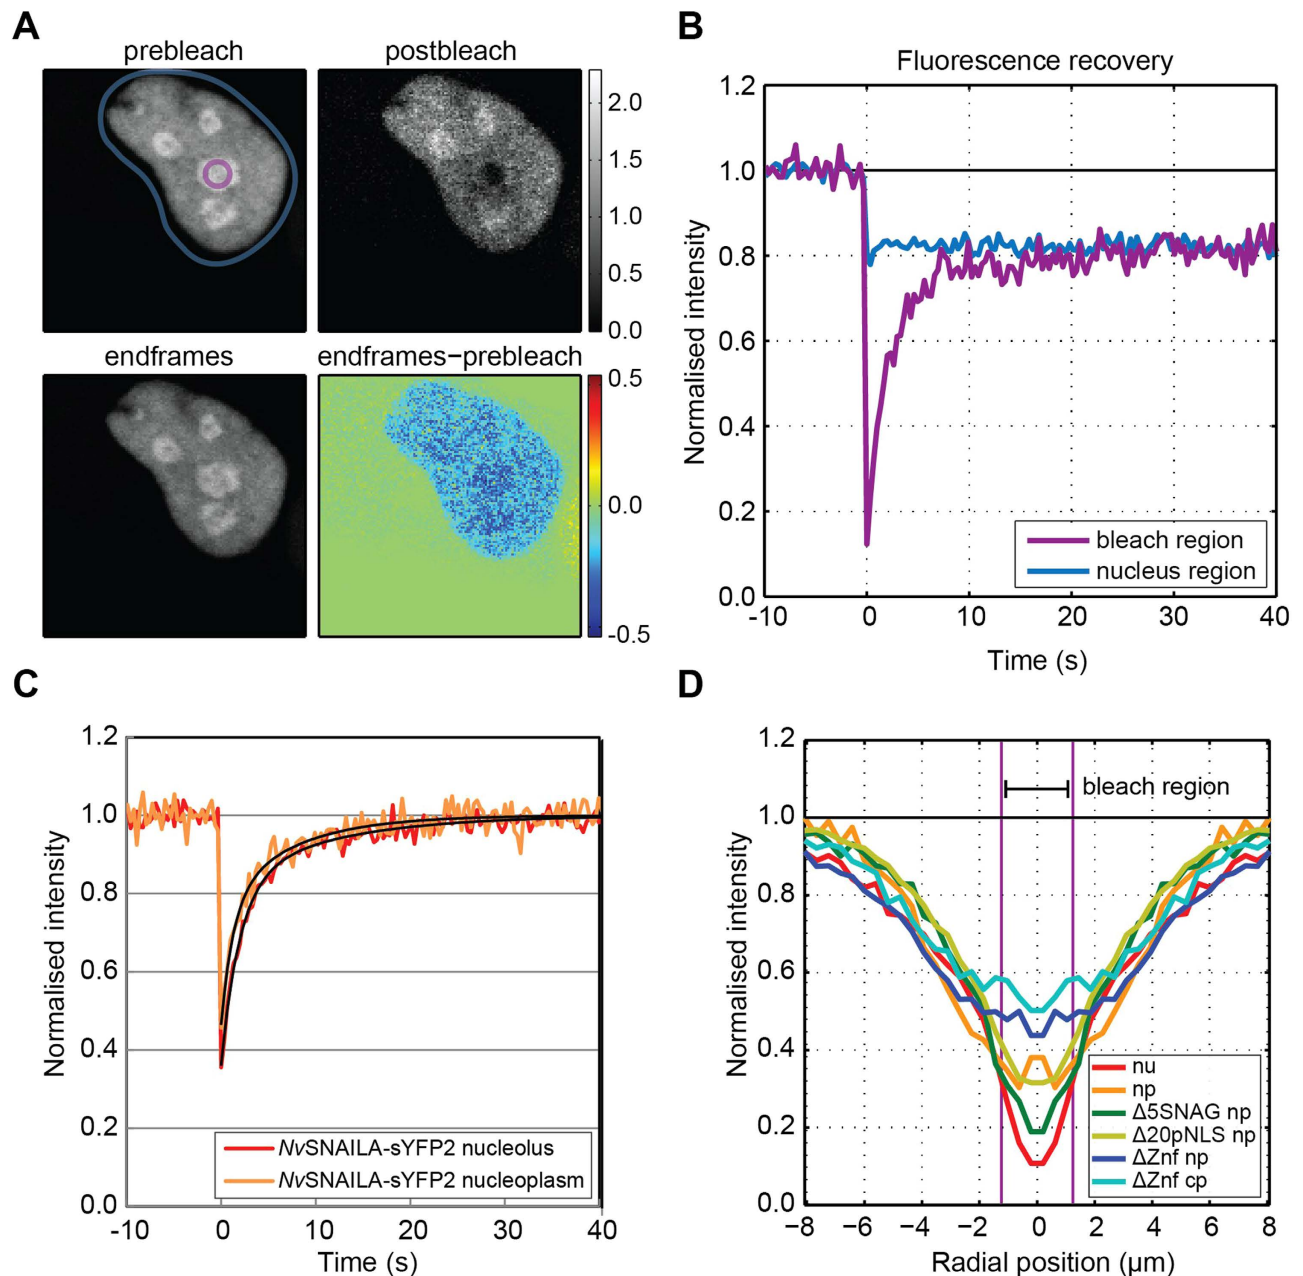 A
prebleach
postbleach
2.0
1.5
1.0
0.5
0.0
endframes
endframes−prebleach
0.5
0.0
-0.5
B
Fluorescence recovery
1.2
1.0
0.8
0.6
0.4
0.2
0.0
Normalised intensity
bleach region
nucleus region
-10 0 10 20 30 40
Time (s)
C
1.2
1.0
0.8
0.6
0.4
0.2
0.0
Normalised intensity
NvSNAILA-sYFP2 nucleolus
NvSNAILA-sYFP2 nucleoplasm
-10 0 10 20 30 40
Time (s)
D
1.2
1.0
0.8
0.6
0.4
0.2
0.0
Normalised intensity
bleach region
nu
np
Δ5SNAG np
Δ20pNLS np
ΔZnf np
ΔZnf cp
−8 −6 −4 −2 0 2 4 6 8
Radial position (µm)